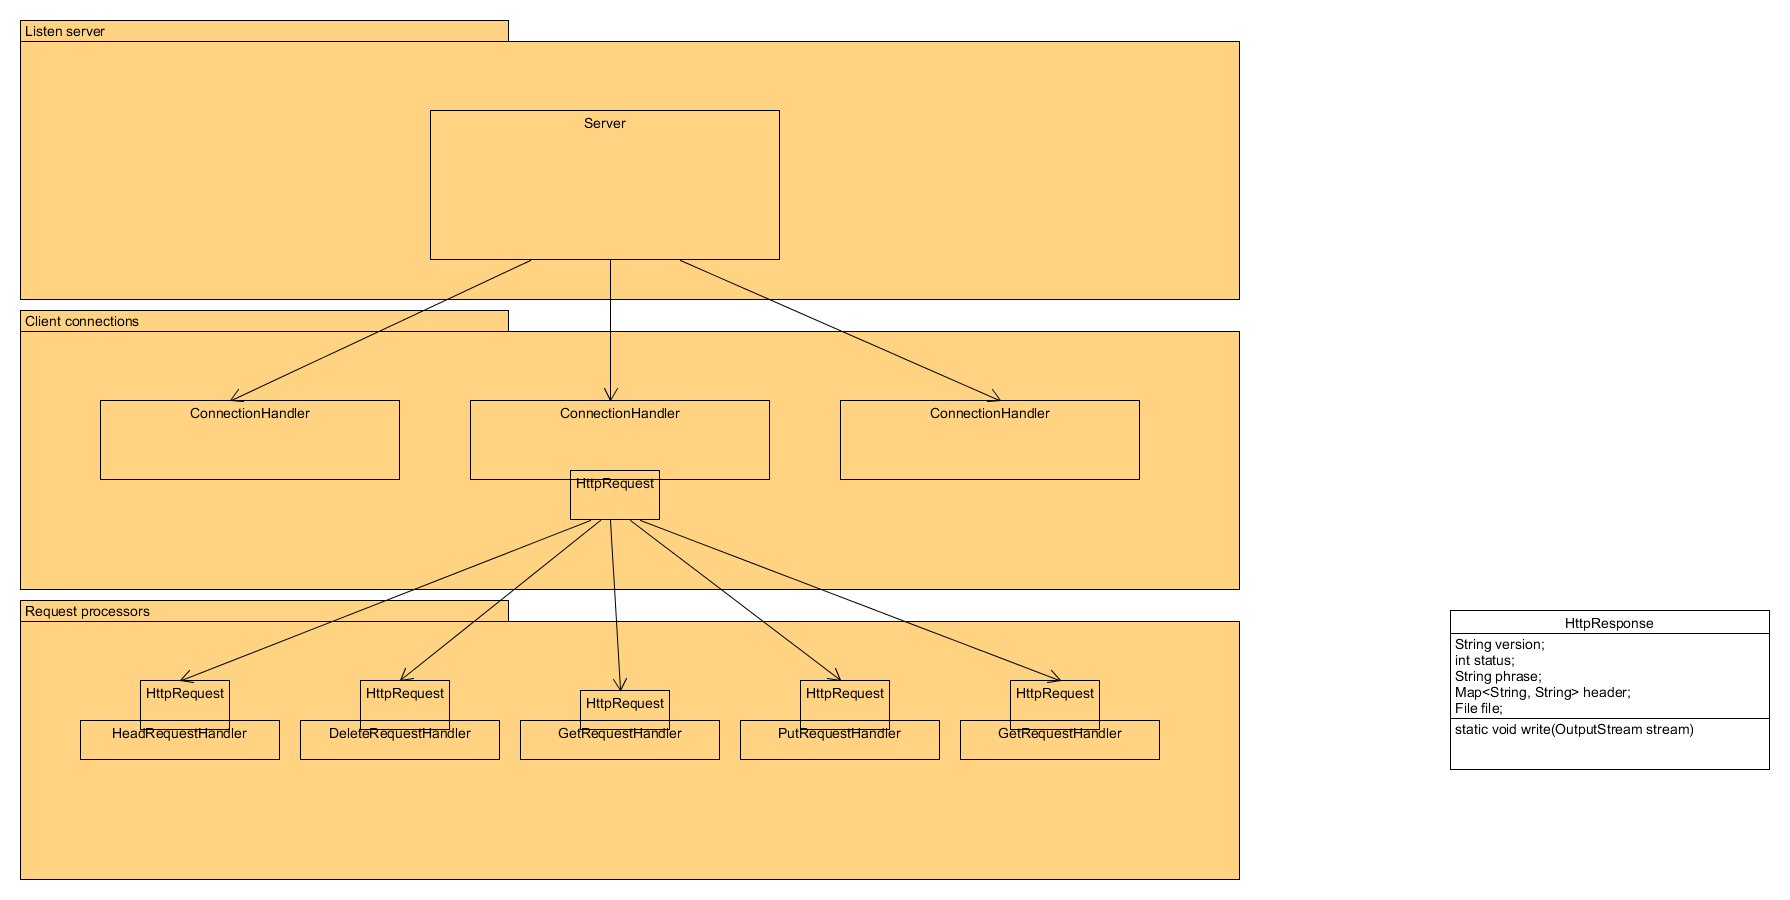 Listen server
Server
Client connections
ConnectionHandler
ConnectionHandler
ConnectionHandler
HttpRequest
Request processors
HttpRequest
HttpRequest
HttpRequest
HttpRequest
HttpRequest
HeadRequestHandler
DeleteRequestHandler
GetRequestHandler
PutRequestHandler
GetRequestHandler
HttpResponse
String version;
int status;
String phrase;
Map<String, String> header;
File file;
static void write(OutputStream stream)